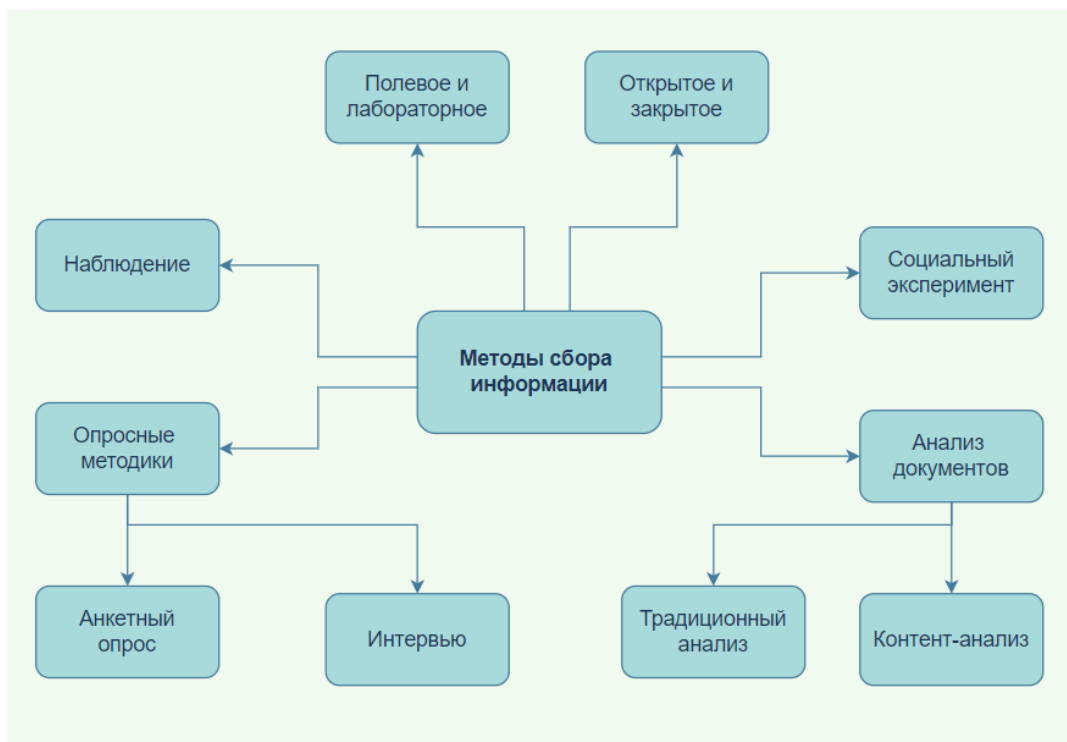 Полевое и
лабораторное
Открытое и
закрытое
Наблюдение
Социальный
эксперимент
Методы сбора
информации
Опросные
методики
Анализ
документов
Анкетный
опрос
Интервью
Традиционный
анализ
Контент-анализ